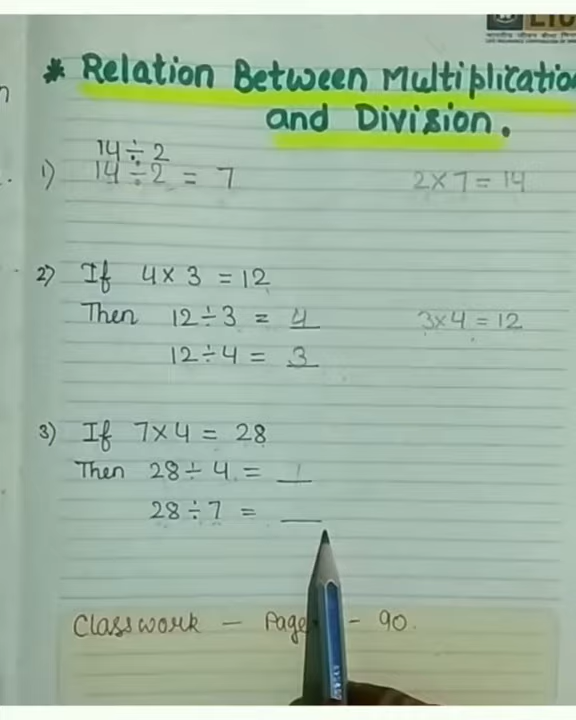 LIC
* Relation Between Multiplicatio
and Division.
14÷2
1) 14÷2 = 7 2×7=14
2) If 4×3 =12
Then 12÷3 = 4 3×4=12
12÷4 = 3
3) If 7×4 = 28
Then 28÷4 = _
28÷7 = __
Classwork – Page – 90.